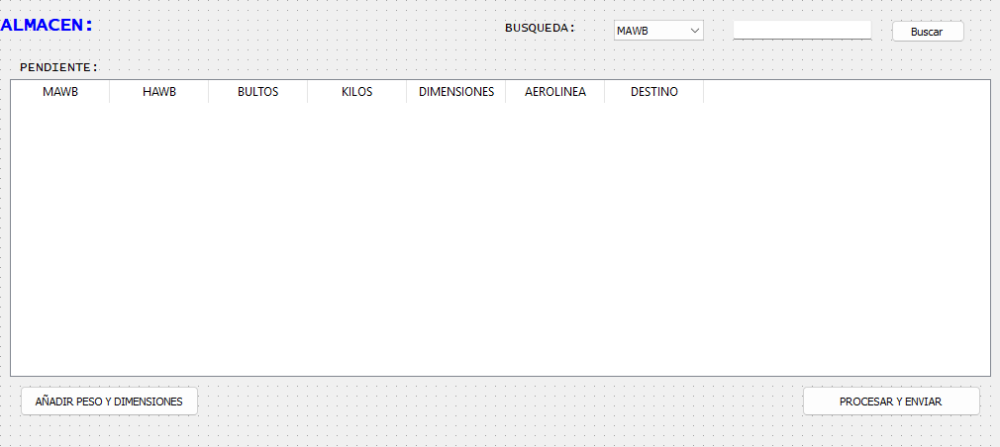 ALMACEN:
BUSQUEDA: MAWB Buscar
PENDIENTE:
MAWB HAWB BULTOS KILOS DIMENSIONES AEROLINEA DESTINO
AÑADIR PESO Y DIMENSIONES PROCESAR Y ENVIAR